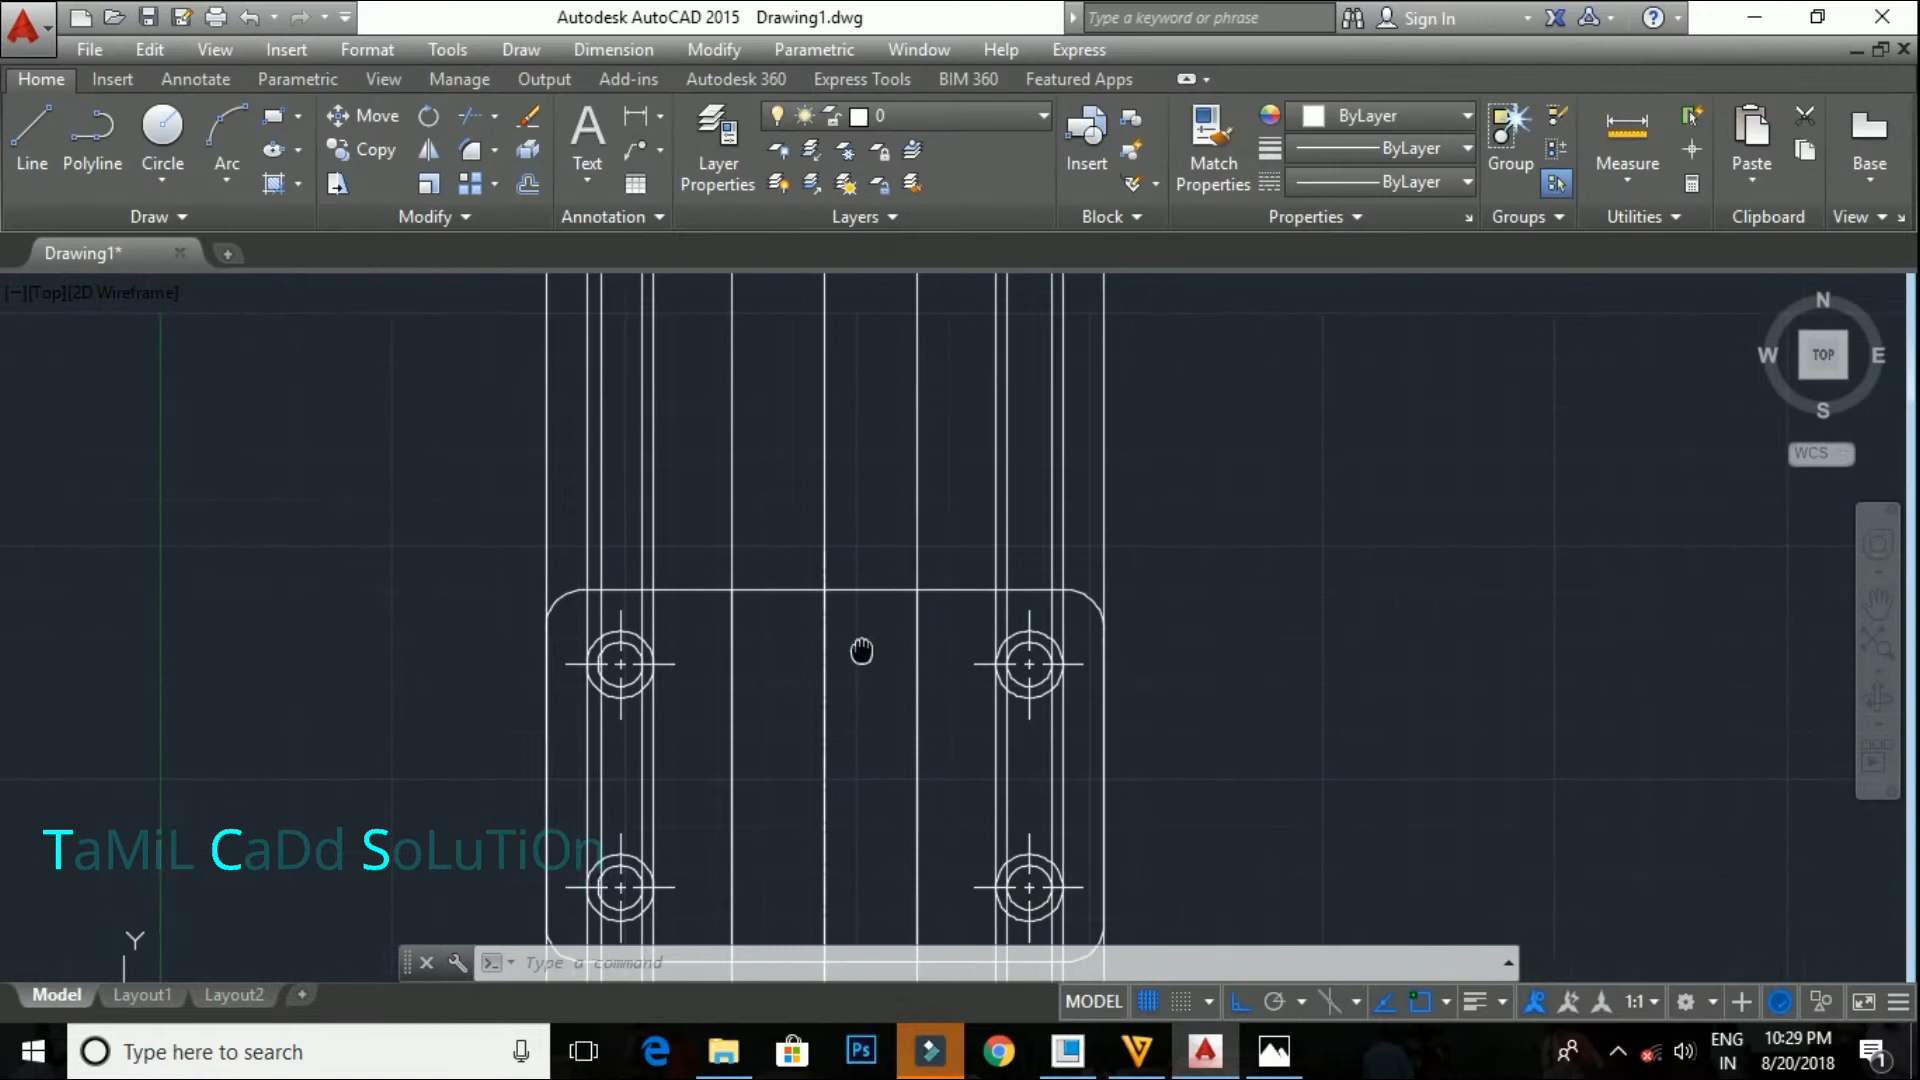 Autodesk AutoCAD 2015 Drawing1.dwg
Type a keyword or phrase
Sign In
File Edit View Insert Format Tools Draw Dimension Modify Parametric Window Help Express
Home Insert Annotate Parametric View Manage Output Add-ins Autodesk 360 Express Tools BIM 360 Featured Apps
Line Polyline Circle Arc
Move
Copy
Text
Layer Properties
0
Insert
Match Properties
ByLayer
ByLayer
ByLayer
Group
Measure
Paste
Base
Draw Modify Annotation Layers Block Properties Groups Utilities Clipboard View
Drawing1*
[−][Top][2D Wireframe]
N
W TOP E
S
WCS
TaMiL CaDd SoLuTiOn
Y
Type a command
Model Layout1 Layout2
MODEL
1:1
Type here to search
Ps
ENG
IN
10:29 PM
8/20/2018
1